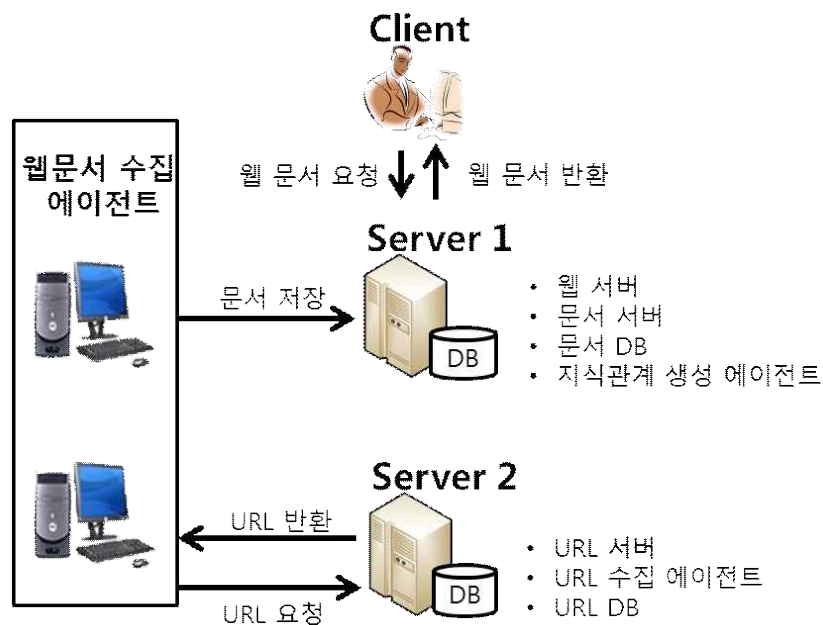 Client
웹 문서 요청
웹 문서 반환
웹문서 수집
에이전트
Server 1
문서 저장
DB
• 웹 서버
• 문서 서버
• 문서 DB
• 지식관계 생성 에이전트
Server 2
URL 반환
URL 요청
DB
• URL 서버
• URL 수집 에이전트
• URL DB